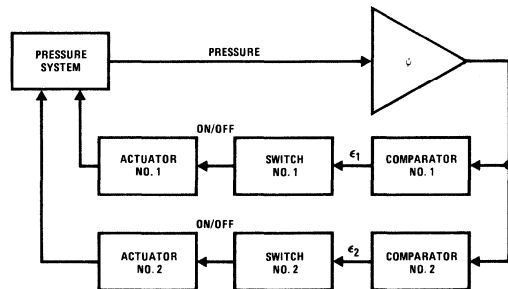 PRESSURE
SYSTEM
PRESSURE
ON/OFF
ACTUATOR
NO. 1
SWITCH
NO. 1
ϵ1
COMPARATOR
NO. 1
ON/OFF
ACTUATOR
NO. 2
SWITCH
NO. 2
ϵ2
COMPARATOR
NO. 2